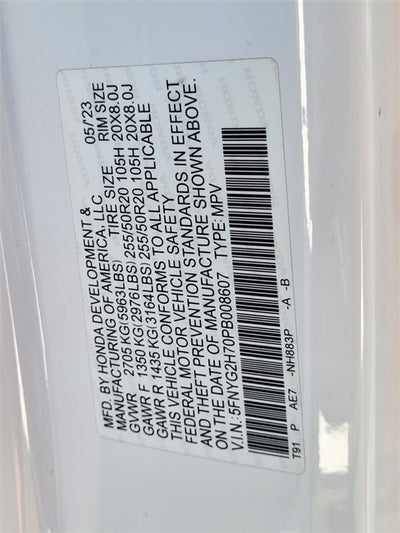 MFD. BY HONDA DEVELOPMENT & 05/'23
MANUFACTURING OF AMERICA, LLC
TIRE SIZE RIM SIZE
GVWR 2705 KG(5963LBS)
GAWR F 1350 KG(2976LBS) 255/50R20 105H 20X8.0J
GAWR R 1435 KG(3164LBS) 255/50R20 105H 20X8.0J
THIS VEHICLE CONFORMS TO ALL APPLICABLE
FEDERAL MOTOR VEHICLE SAFETY
AND THEFT PREVENTION STANDARDS IN EFFECT
ON THE DATE OF MANUFACTURE SHOWN ABOVE.
V.I.N.:5FNYG2H70PB008607 TYPE:MPV
T91 P AE7 -NH883P -A -B